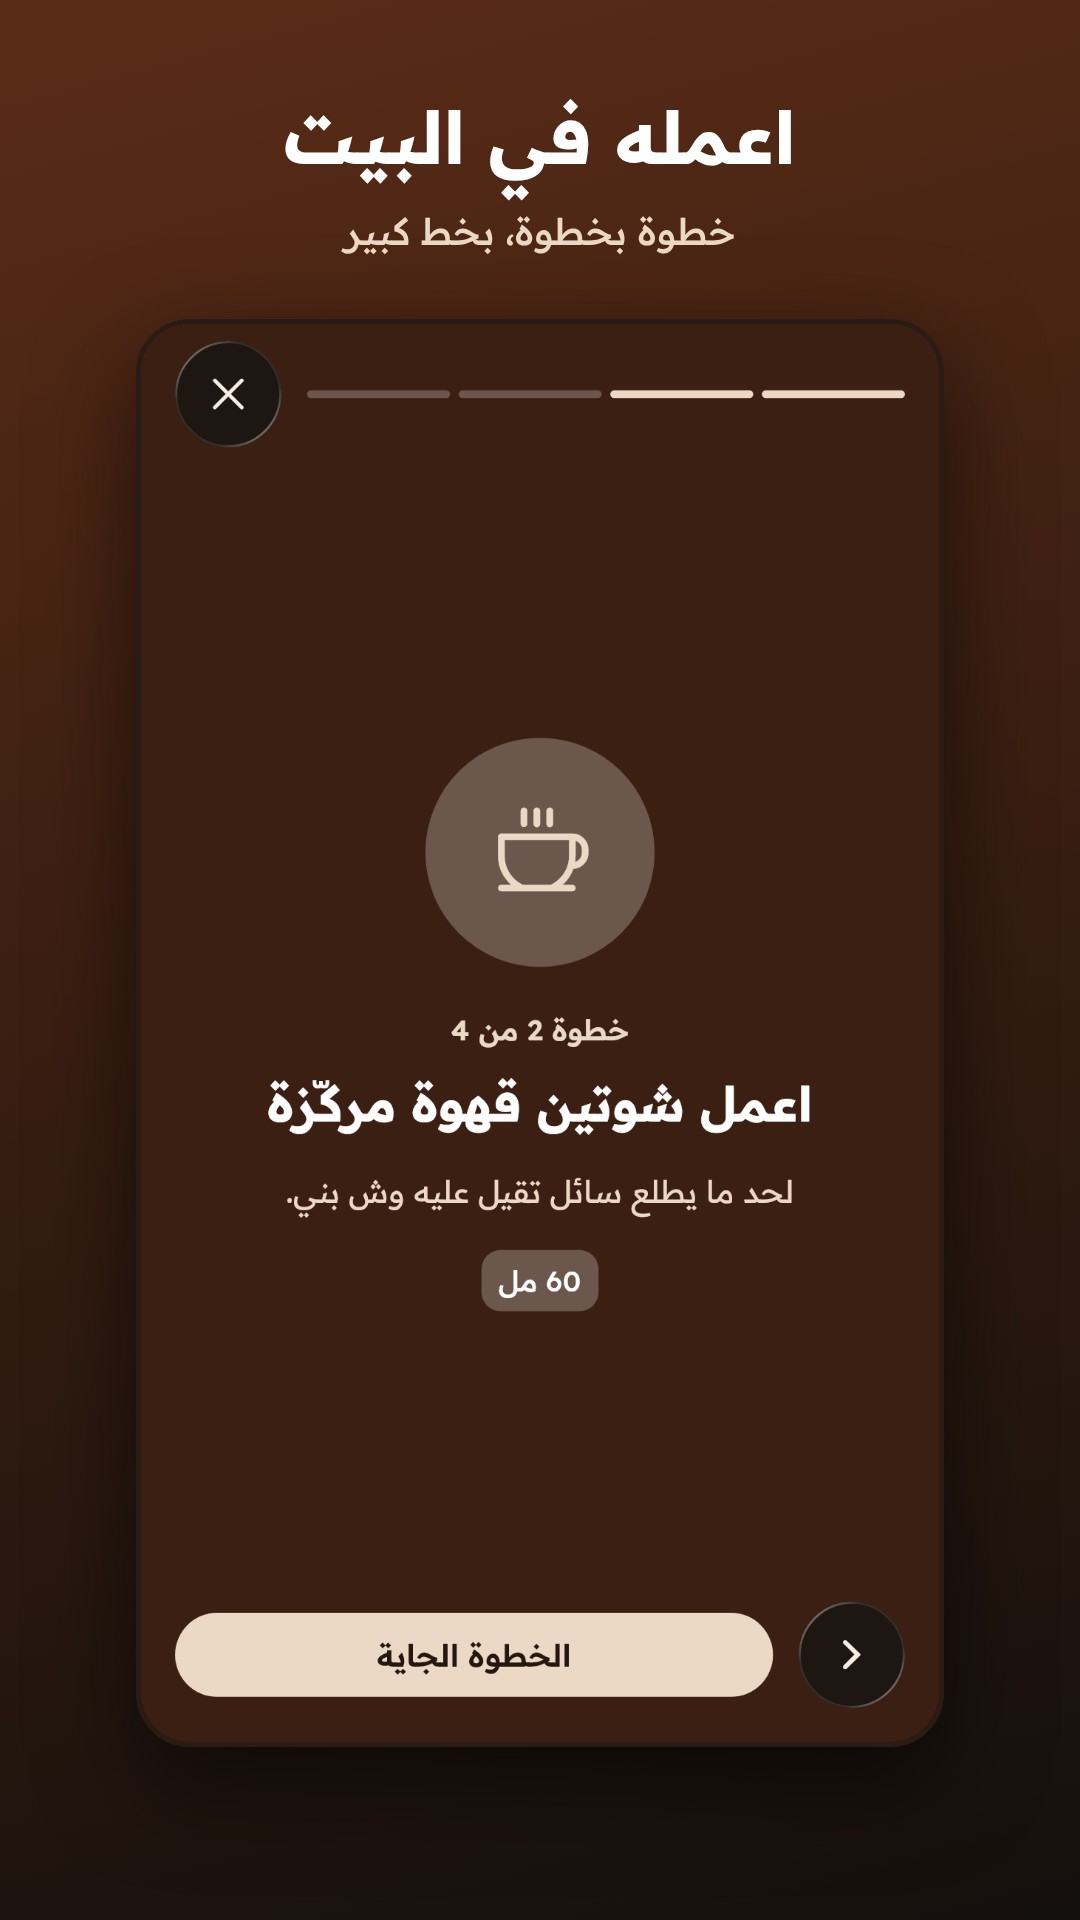 اعمله في البيت
خطوة بخطوة، بخط كبير
خطوة 2 من 4
اعمل شوتين قهوة مركّزة
لحد ما يطلع سائل تقيل عليه وش بني.
60 مل
الخطوة الجاية